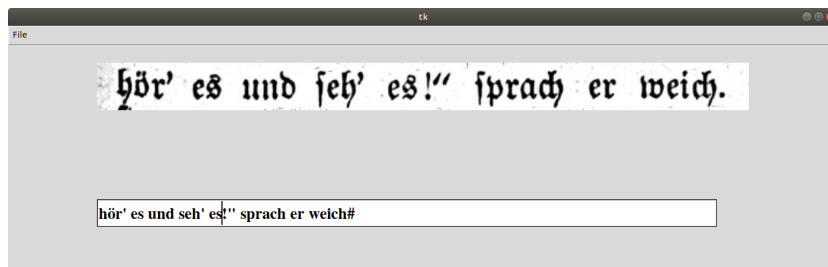 tk
File
hör' es und ſeh' es!“ ſprach er weich.
hör' es und seh' es!" sprach er weich#